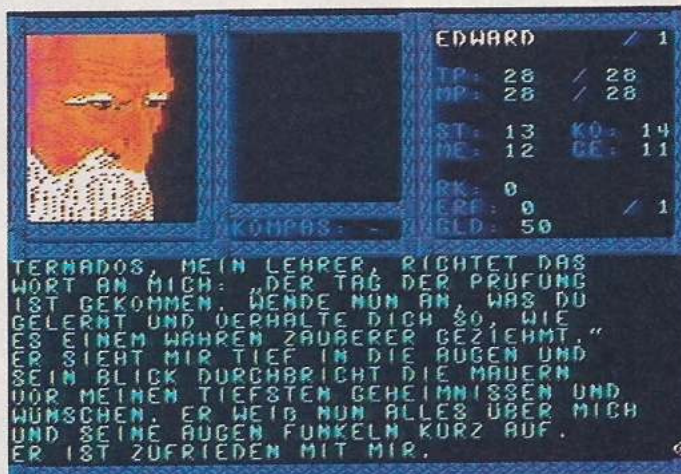 EDWARD / 1
TP: 28 / 28
MP: 28 / 28
ST: 13 KO: 14
ME: 12 GE: 11
RK: 0
ERF: 0 / 1
GLD: 50
KOMPAS: -
TERNADOS, MEIN LEHRER, RICHTET DAS
WORT AN MICH: „DER TAG DER PRÜFUNG
IST GEKOMMEN. WENDE NUN AN, WAS DU
GELERNT UND VERHALTE DICH SO, WIE
ES EINEM WAHREN ZAUBERER GEZIEHMT.“
ER SIEHT MIR TIEF IN DIE AUGEN UND
SEIN BLICK DURCHBRICHT DIE MAUERN
VOR MEINEN TIEFSTEN GEHEIMNISSEN UND
WÜNSCHEN. ER WEIß NUN ALLES ÜBER MICH
UND SEINE AUGEN FUNKELN KURZ AUF.
ER IST ZUFRIEDEN MIT MIR.